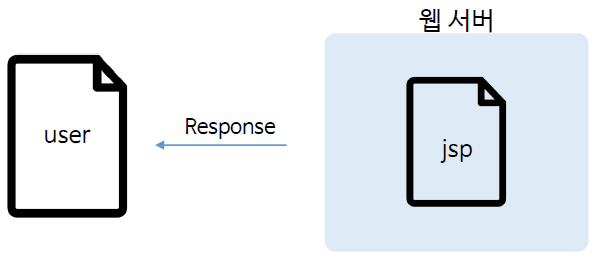 웹 서버
user
Response
jsp